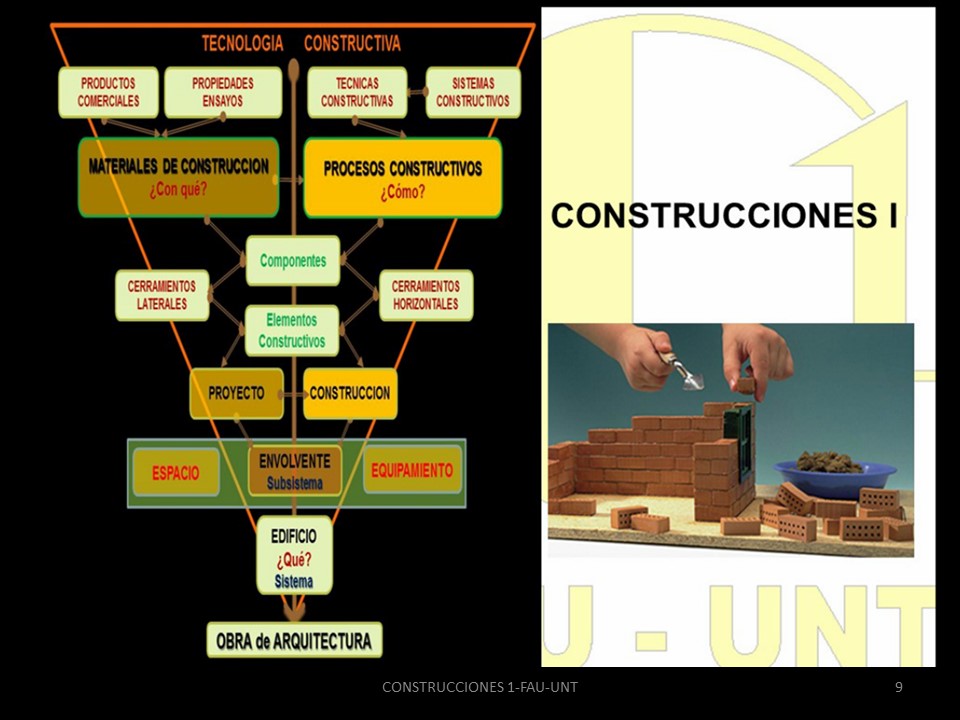 TECNOLOGIA CONSTRUCTIVA
PRODUCTOS
COMERCIALES
PROPIEDADES
ENSAYOS
TECNICAS
CONSTRUCTIVAS
SISTEMAS
CONSTRUCTIVOS
MATERIALES DE CONSTRUCCION
¿Con qué?
PROCESOS CONSTRUCTIVOS
¿Cómo?
Componentes
CERRAMIENTOS
LATERALES
CERRAMIENTOS
HORIZONTALES
Elementos
Constructivos
PROYECTO
CONSTRUCCION
ESPACIO
ENVOLVENTE
Subsistema
EQUIPAMIENTO
EDIFICIO
¿Qué?
Sistema
OBRA de ARQUITECTURA
CONSTRUCCIONES I
U - UNT
CONSTRUCCIONES 1-FAU-UNT
9